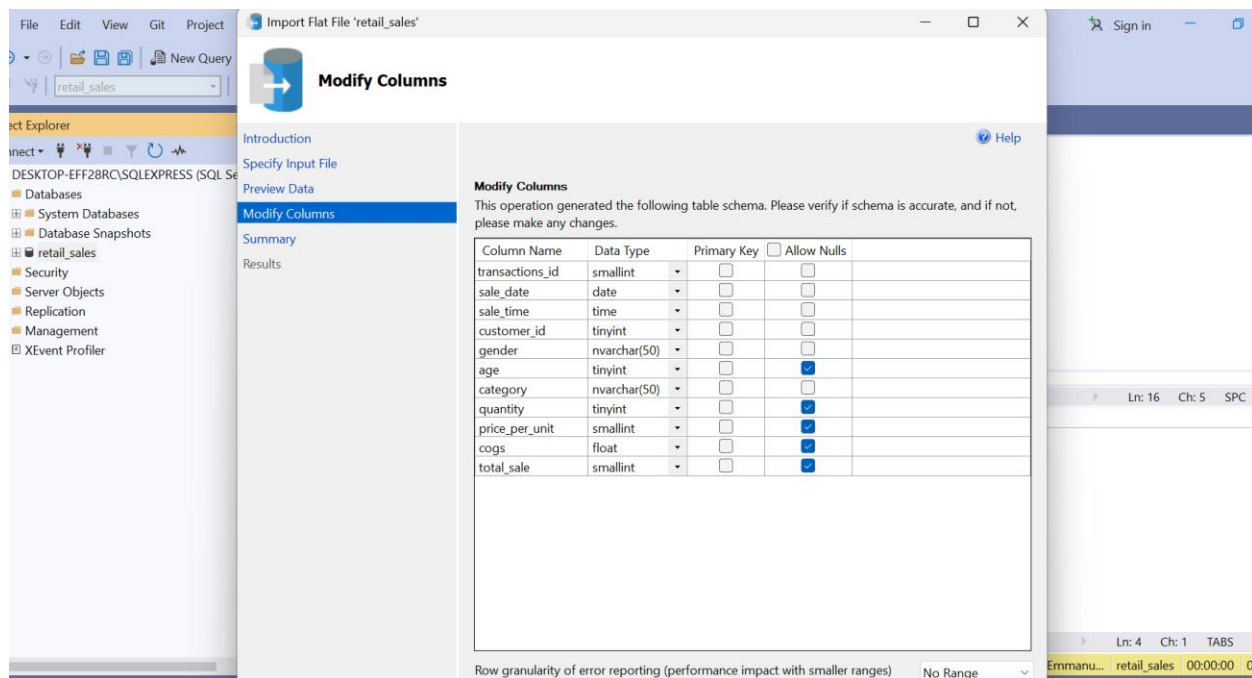 File Edit View Git Project
Import Flat File 'retail_sales'
Sign in
New Query
retail_sales
Modify Columns
ect Explorer
nnect
DESKTOP-EFF28RC\SQLEXPRESS (SQL Se
Databases
System Databases
Database Snapshots
retail_sales
Security
Server Objects
Replication
Management
XEvent Profiler
Introduction
Specify Input File
Preview Data
Modify Columns
Summary
Results
Help
Modify Columns
This operation generated the following table schema. Please verify if schema is accurate, and if not,
please make any changes.
Column Name Data Type Primary Key Allow Nulls
transactions_id smallint
sale_date date
sale_time time
customer_id tinyint
gender nvarchar(50)
age tinyint
category nvarchar(50)
quantity tinyint
price_per_unit smallint
cogs float
total_sale smallint
Row granularity of error reporting (performance impact with smaller ranges) No Range
Ln: 16 Ch: 5 SPC
Ln: 4 Ch: 1 TABS
Emmanu... retail_sales 00:00:00 0